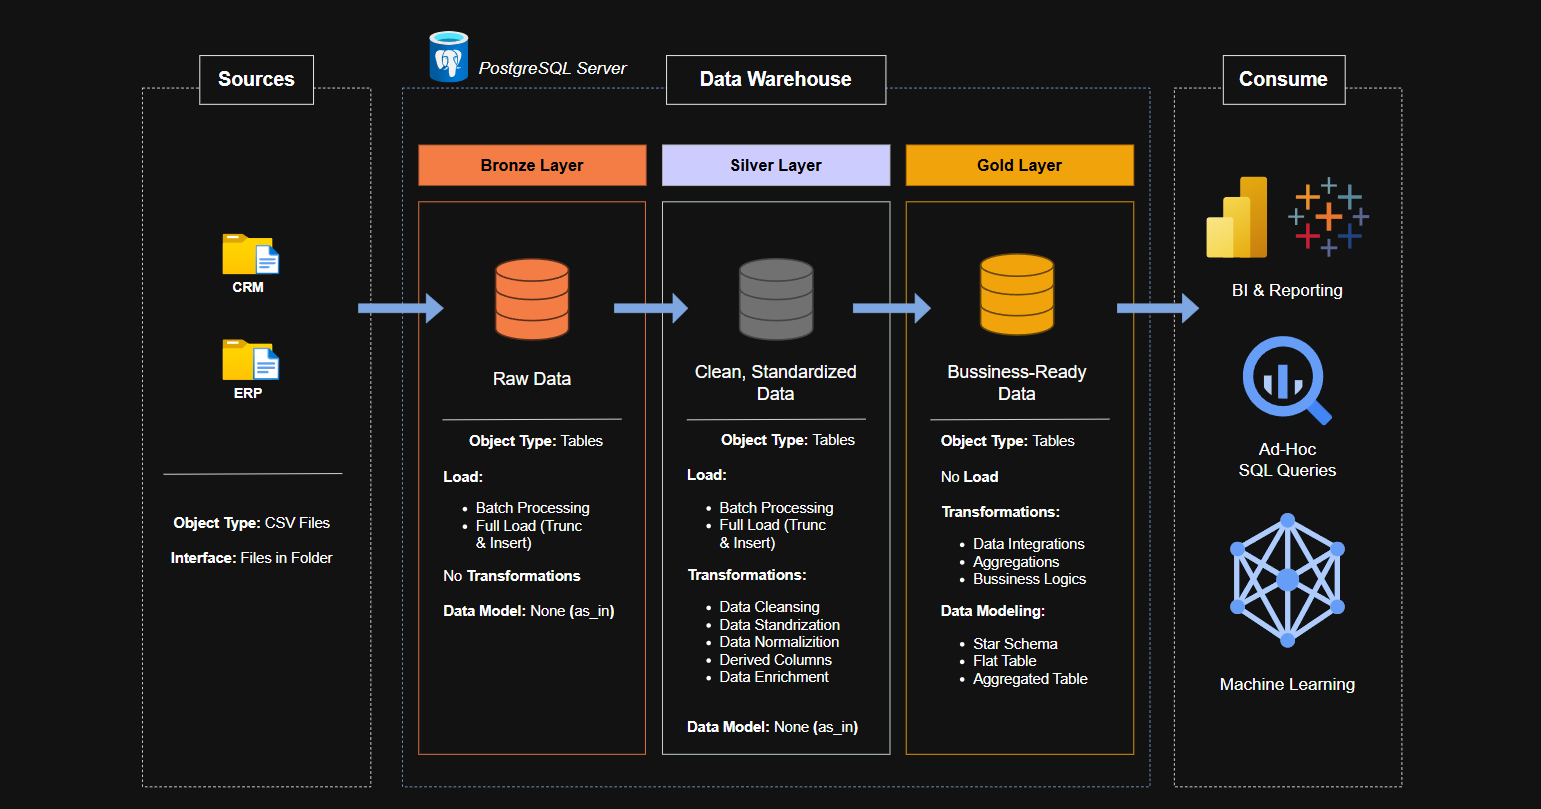 PostgreSQL Server
Sources
Data Warehouse
Consume
CRM
ERP
Object Type: CSV Files
Interface: Files in Folder
Bronze Layer
Raw Data
Object Type: Tables
Load:
• Batch Processing
• Full Load (Trunc
& Insert)
No Transformations
Data Model: None (as_in)
Silver Layer
Clean, Standardized
Data
Object Type: Tables
Load:
• Batch Processing
• Full Load (Trunc
& Insert)
Transformations:
• Data Cleansing
• Data Standrization
• Data Normalizition
• Derived Columns
• Data Enrichment
Data Model: None (as_in)
Gold Layer
Bussiness-Ready
Data
Object Type: Tables
No Load
Transformations:
• Data Integrations
• Aggregations
• Bussiness Logics
Data Modeling:
• Star Schema
• Flat Table
• Aggregated Table
BI & Reporting
Ad-Hoc
SQL Queries
Machine Learning